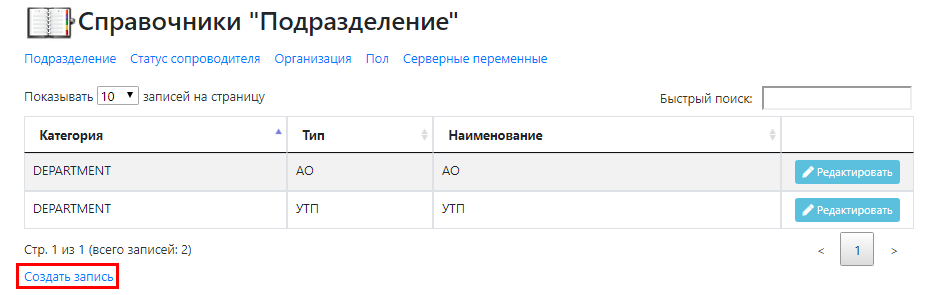 Справочники "Подразделение"
Подразделение Статус сопроводителя Организация Пол Серверные переменные
Показывать 10 записей на страницу Быстрый поиск:
Категория Тип Наименование
DEPARTMENT АО АО Редактировать
DEPARTMENT УТП УТП Редактировать
Стр. 1 из 1 (всего записей: 2) < 1 >
Создать запись